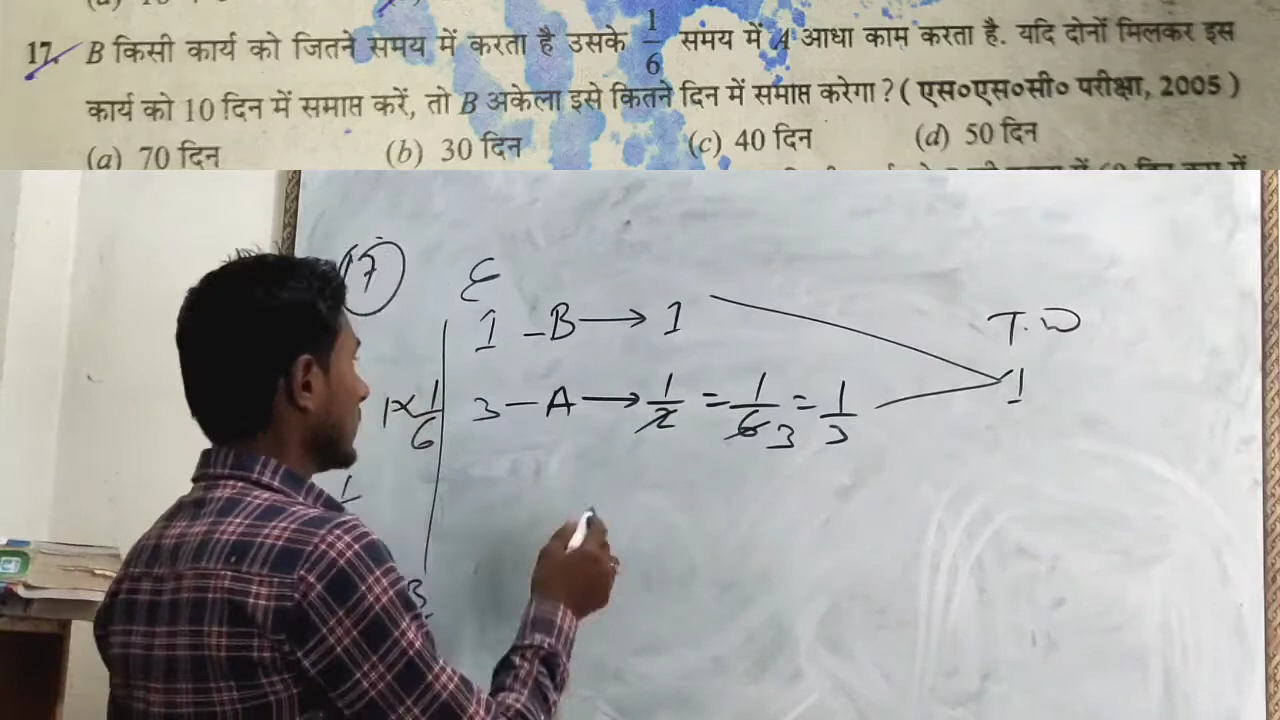 17. B किसी कार्य को जितने समय में करता है उसके 1/6 समय में A आधा काम करता है. यदि दोनों मिलकर इस
कार्य को 10 दिन में समाप्त करें, तो B अकेला इसे कितने दिन में समाप्त करेगा? ( एस०एस०सी० परीक्षा, 2005 )
(a) 70 दिन (b) 30 दिन (c) 40 दिन (d) 50 दिन
17 ε
1 – B → 1 T.W
1×1/6 3 – A → 1/2 = 1/63 = 1/3 1